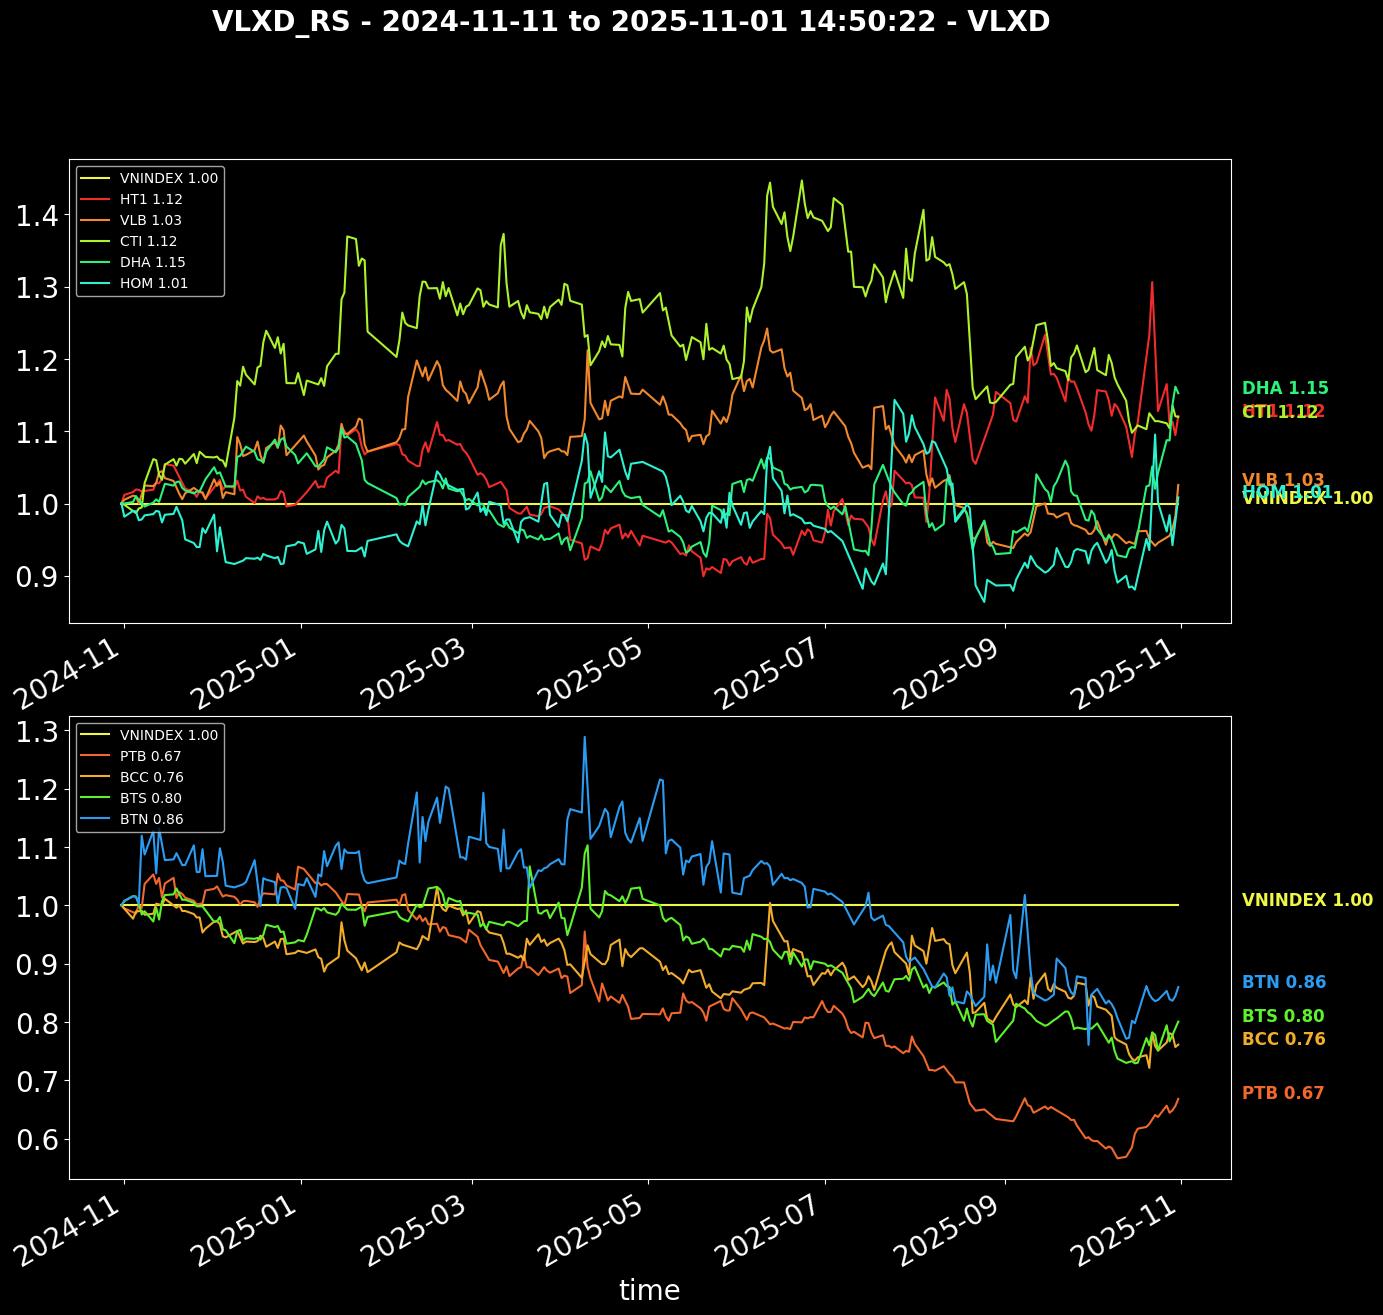 VLXD_RS - 2024-11-11 to 2025-11-01 14:50:22 - VLXD
VNINDEX 1.00
HT1 1.12
VLB 1.03
CTI 1.12
DHA 1.15
HOM 1.01
1.4
1.3
1.2
1.1
1.0
0.9
DHA 1.15
HT1 1.12
CTI 1.12
VLB 1.03
HOM 1.01
VNINDEX 1.00
2024-11
2025-01
2025-03
2025-05
2025-07
2025-09
2025-11
VNINDEX 1.00
PTB 0.67
BCC 0.76
BTS 0.80
BTN 0.86
1.3
1.2
1.1
1.0
0.9
0.8
0.7
0.6
VNINDEX 1.00
BTN 0.86
BTS 0.80
BCC 0.76
PTB 0.67
2024-11
2025-01
2025-03
2025-05
2025-07
2025-09
2025-11
time